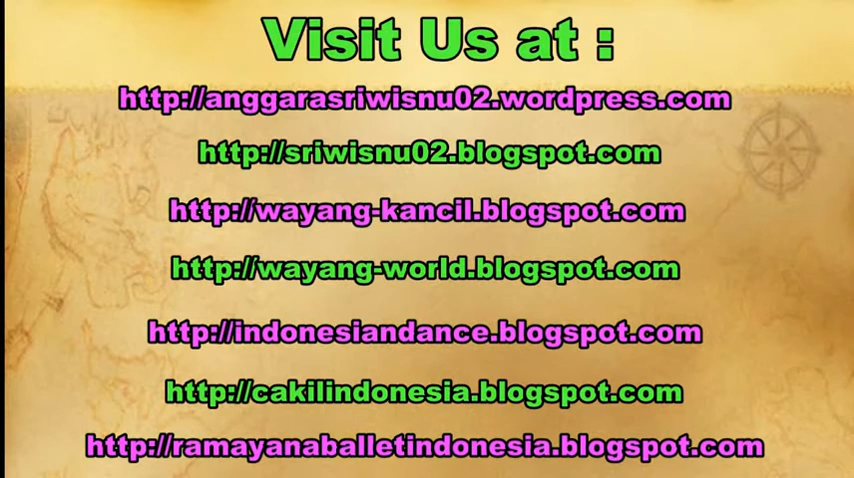 Visit Us at :
http://anggarasriwisnu02.wordpress.com
http://sriwisnu02.blogspot.com
http://wayang-kancil.blogspot.com
http://wayang-world.blogspot.com
http://indonesiandance.blogspot.com
http://cakilindonesia.blogspot.com
http://ramayanaballetindonesia.blogspot.com